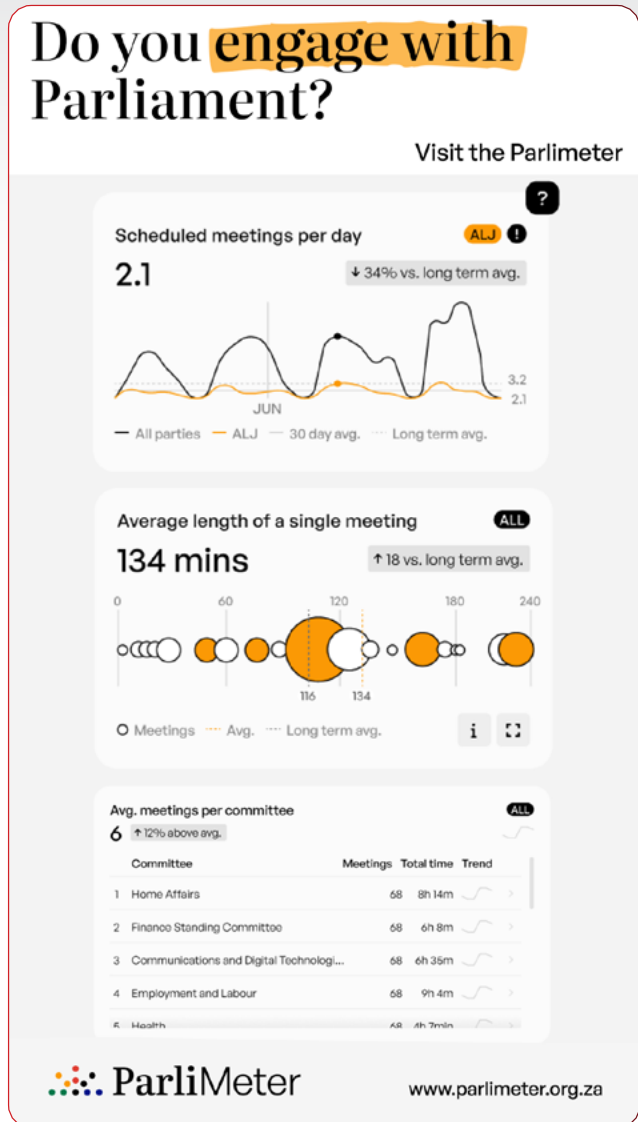 Do you engage with
Parliament?
Visit the Parlimeter
?
Scheduled meetings per day
ALJ !
2.1
↓ 34% vs. long term avg.
3.2
2.1
JUN
All parties ALJ 30 day avg. Long term avg.
Average length of a single meeting
ALL
134 mins
↑ 18 vs. long term avg.
0 60 120 180 240
116 134
Meetings Avg. Long term avg.
i
Avg. meetings per committee
ALL
6 ↑ 12% above avg.
Committee Meetings Total time Trend
1 Home Affairs 68 8h 14m
2 Finance Standing Committee 68 6h 8m
3 Communications and Digital Technologi... 68 6h 35m
4 Employment and Labour 68 9h 4m
5 Health 68 4h 7min
ParliMeter
www.parlimeter.org.za